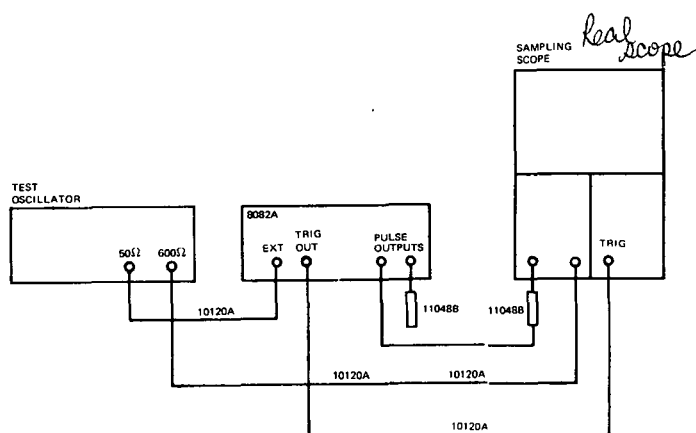 Real
scope
SAMPLING
SCOPE
TEST
OSCILLATOR
50Ω
600Ω
8082A
EXT
TRIG
OUT
PULSE
OUTPUTS
TRIG
11048B
11048B
10120A
10120A
10120A
10120A